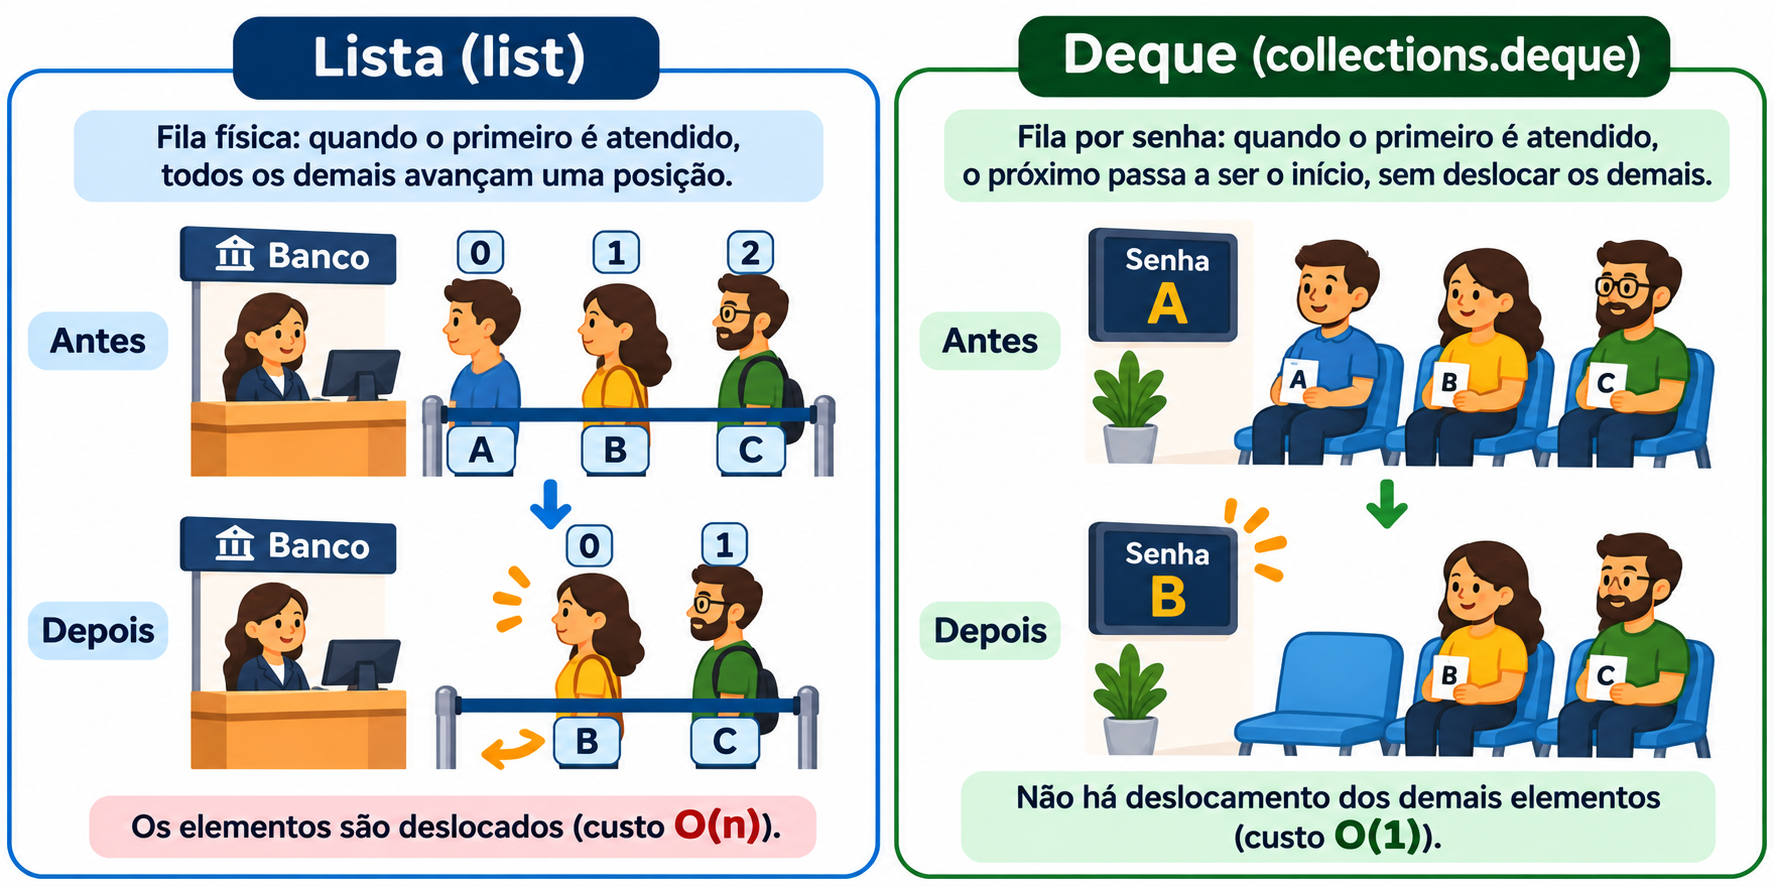 Lista (list)
Fila física: quando o primeiro é atendido,
todos os demais avançam uma posição.
Antes
Banco
0
1
2
A
B
C
Depois
Banco
0
1
B
C
Os elementos são deslocados (custo O(n)).
Deque (collections.deque)
Fila por senha: quando o primeiro é atendido,
o próximo passa a ser o início, sem deslocar os demais.
Antes
Senha
A
A
B
C
Depois
Senha
B
B
C
Não há deslocamento dos demais elementos
(custo O(1)).